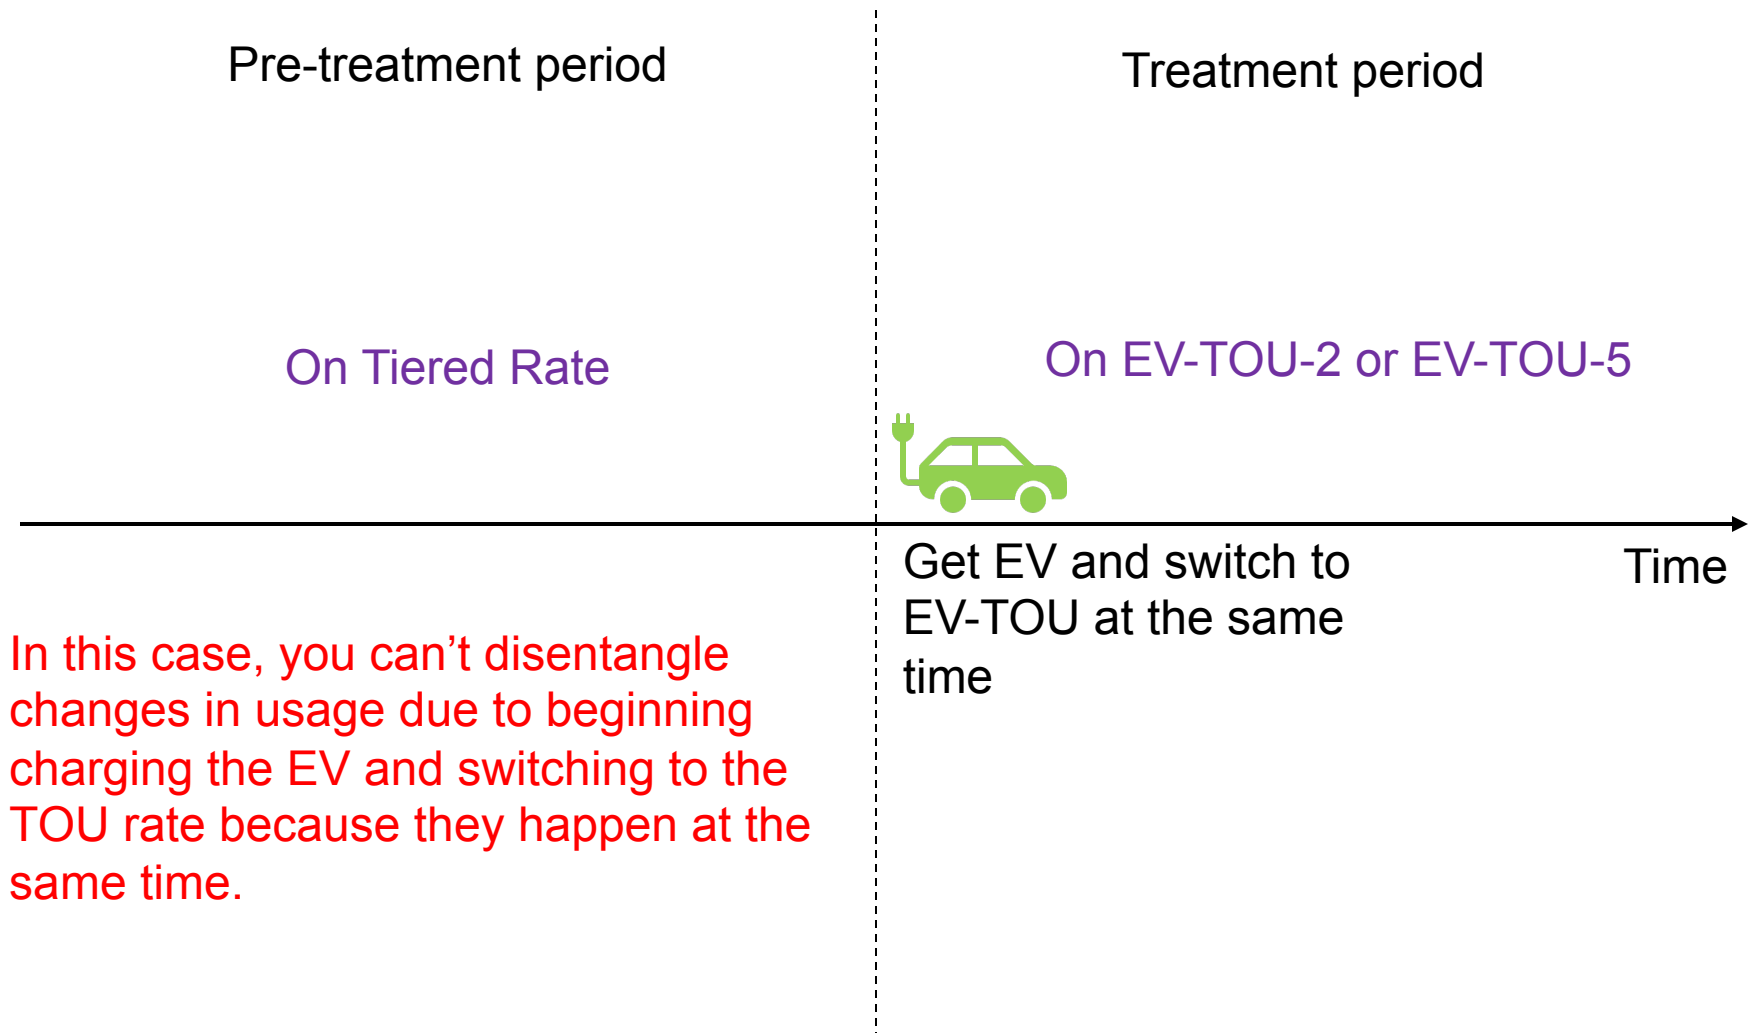 Pre-treatment period
Treatment period
On Tiered Rate
On EV-TOU-2 or EV-TOU-5
Get EV and switch to
EV-TOU at the same
time
Time
In this case, you can’t disentangle
changes in usage due to beginning
charging the EV and switching to the
TOU rate because they happen at the
same time.